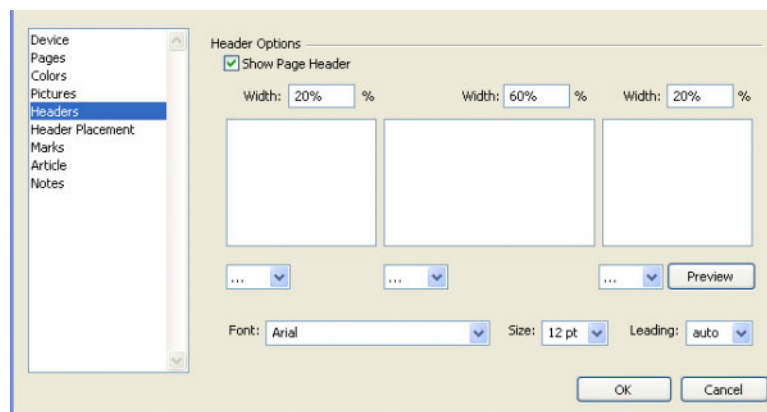 Device
Pages
Colors
Pictures
Headers
Header Placement
Marks
Article
Notes
Header Options
Show Page Header
Width: 20% % Width: 60% % Width: 20% %
... ... ... Preview
Font: Arial Size: 12 pt Leading: auto
OK Cancel